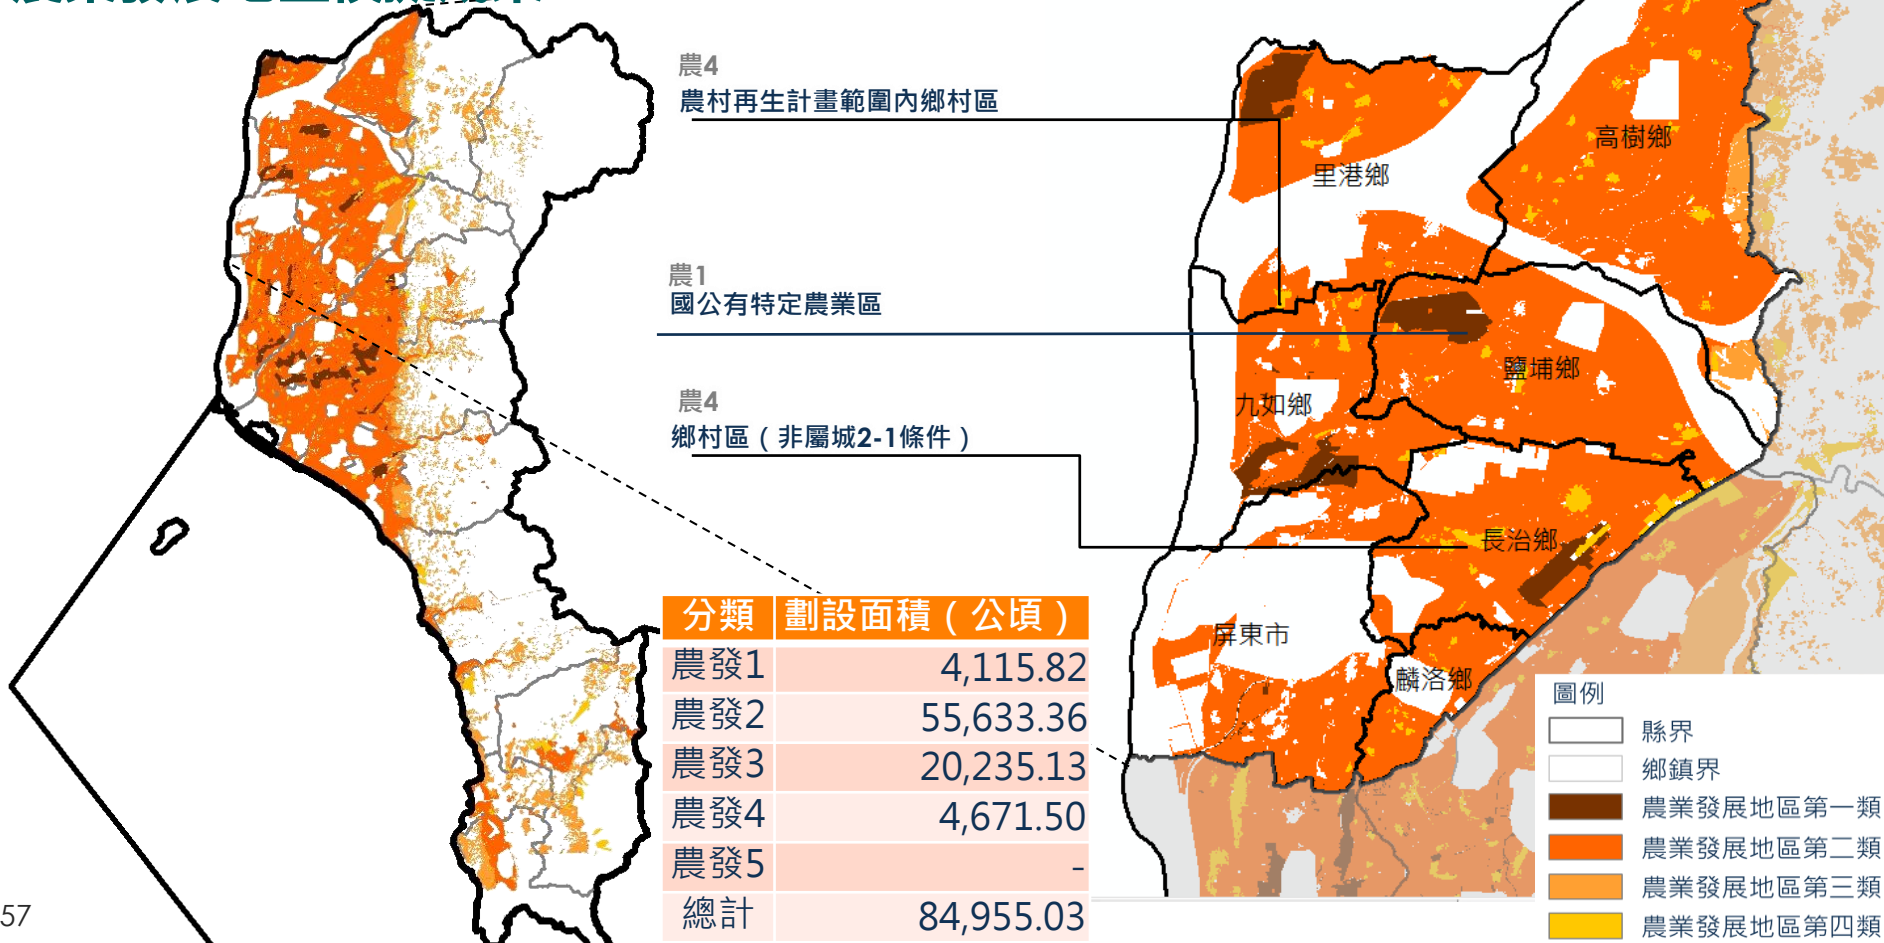 農4
農村再生計畫範圍內鄉村區
農1
國公有特定農業區
農4
鄉村區（非屬城2-1條件）
分類 劃設面積（公頃）
農發1 4,115.82
農發2 55,633.36
農發3 20,235.13
農發4 4,671.50
農發5 -
總計 84,955.03
高樹鄉
里港鄉
鹽埔鄉
九如鄉
長治鄉
屏東市
麟洛鄉
圖例
縣界
鄉鎮界
農業發展地區第一類
農業發展地區第二類
農業發展地區第三類
農業發展地區第四類
57